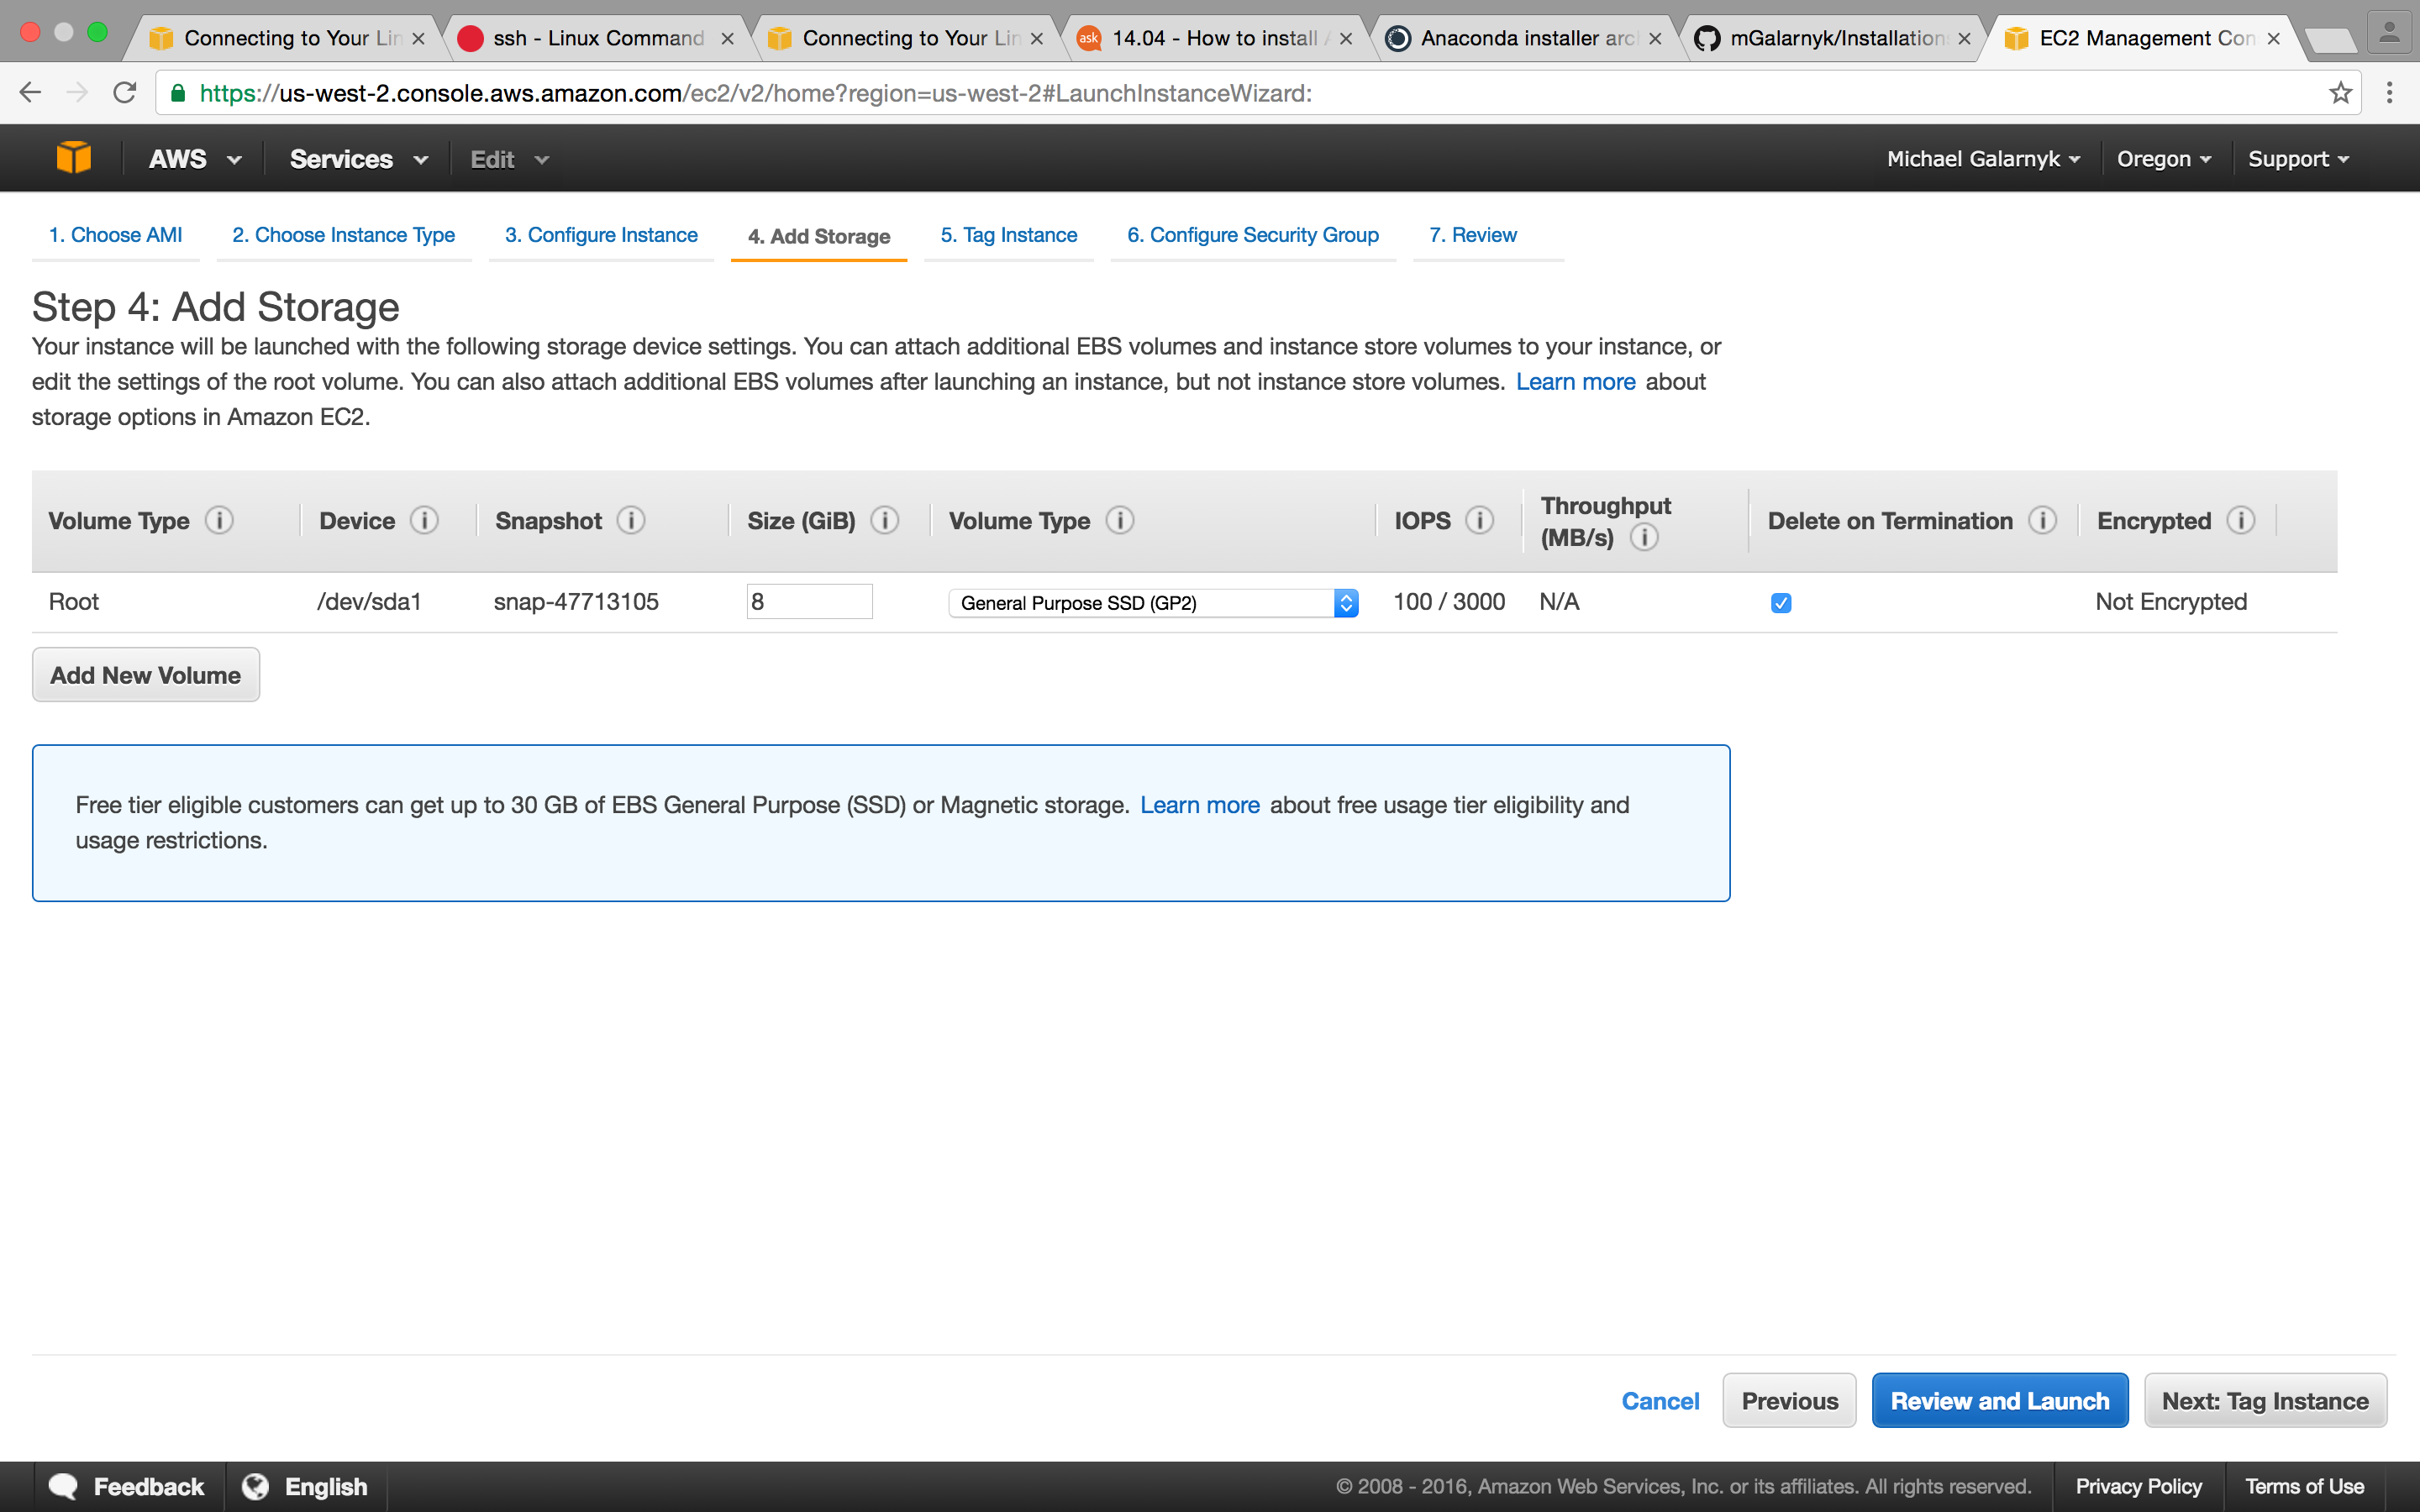 Connecting to Your Lin
ssh - Linux Command
Connecting to Your Lin
ask
14.04 - How to install
Anaconda installer arc
mGalarnyk/Installation
EC2 Management Con
https://us-west-2.console.aws.amazon.com/ec2/v2/home?region=us-west-2#LaunchInstanceWizard:
AWS Services Edit Michael Galarnyk Oregon Support
1. Choose AMI 2. Choose Instance Type 3. Configure Instance 4. Add Storage 5. Tag Instance 6. Configure Security Group 7. Review
Step 4: Add Storage
Your instance will be launched with the following storage device settings. You can attach additional EBS volumes and instance store volumes to your instance, or
edit the settings of the root volume. You can also attach additional EBS volumes after launching an instance, but not instance store volumes. Learn more about
storage options in Amazon EC2.
Volume Type Device Snapshot Size (GiB) Volume Type IOPS Throughput (MB/s) Delete on Termination Encrypted
Root /dev/sda1 snap-47713105 8 General Purpose SSD (GP2) 100 / 3000 N/A Not Encrypted
Add New Volume
Free tier eligible customers can get up to 30 GB of EBS General Purpose (SSD) or Magnetic storage. Learn more about free usage tier eligibility and
usage restrictions.
Cancel Previous Review and Launch Next: Tag Instance
Feedback English © 2008 - 2016, Amazon Web Services, Inc. or its affiliates. All rights reserved. Privacy Policy Terms of Use